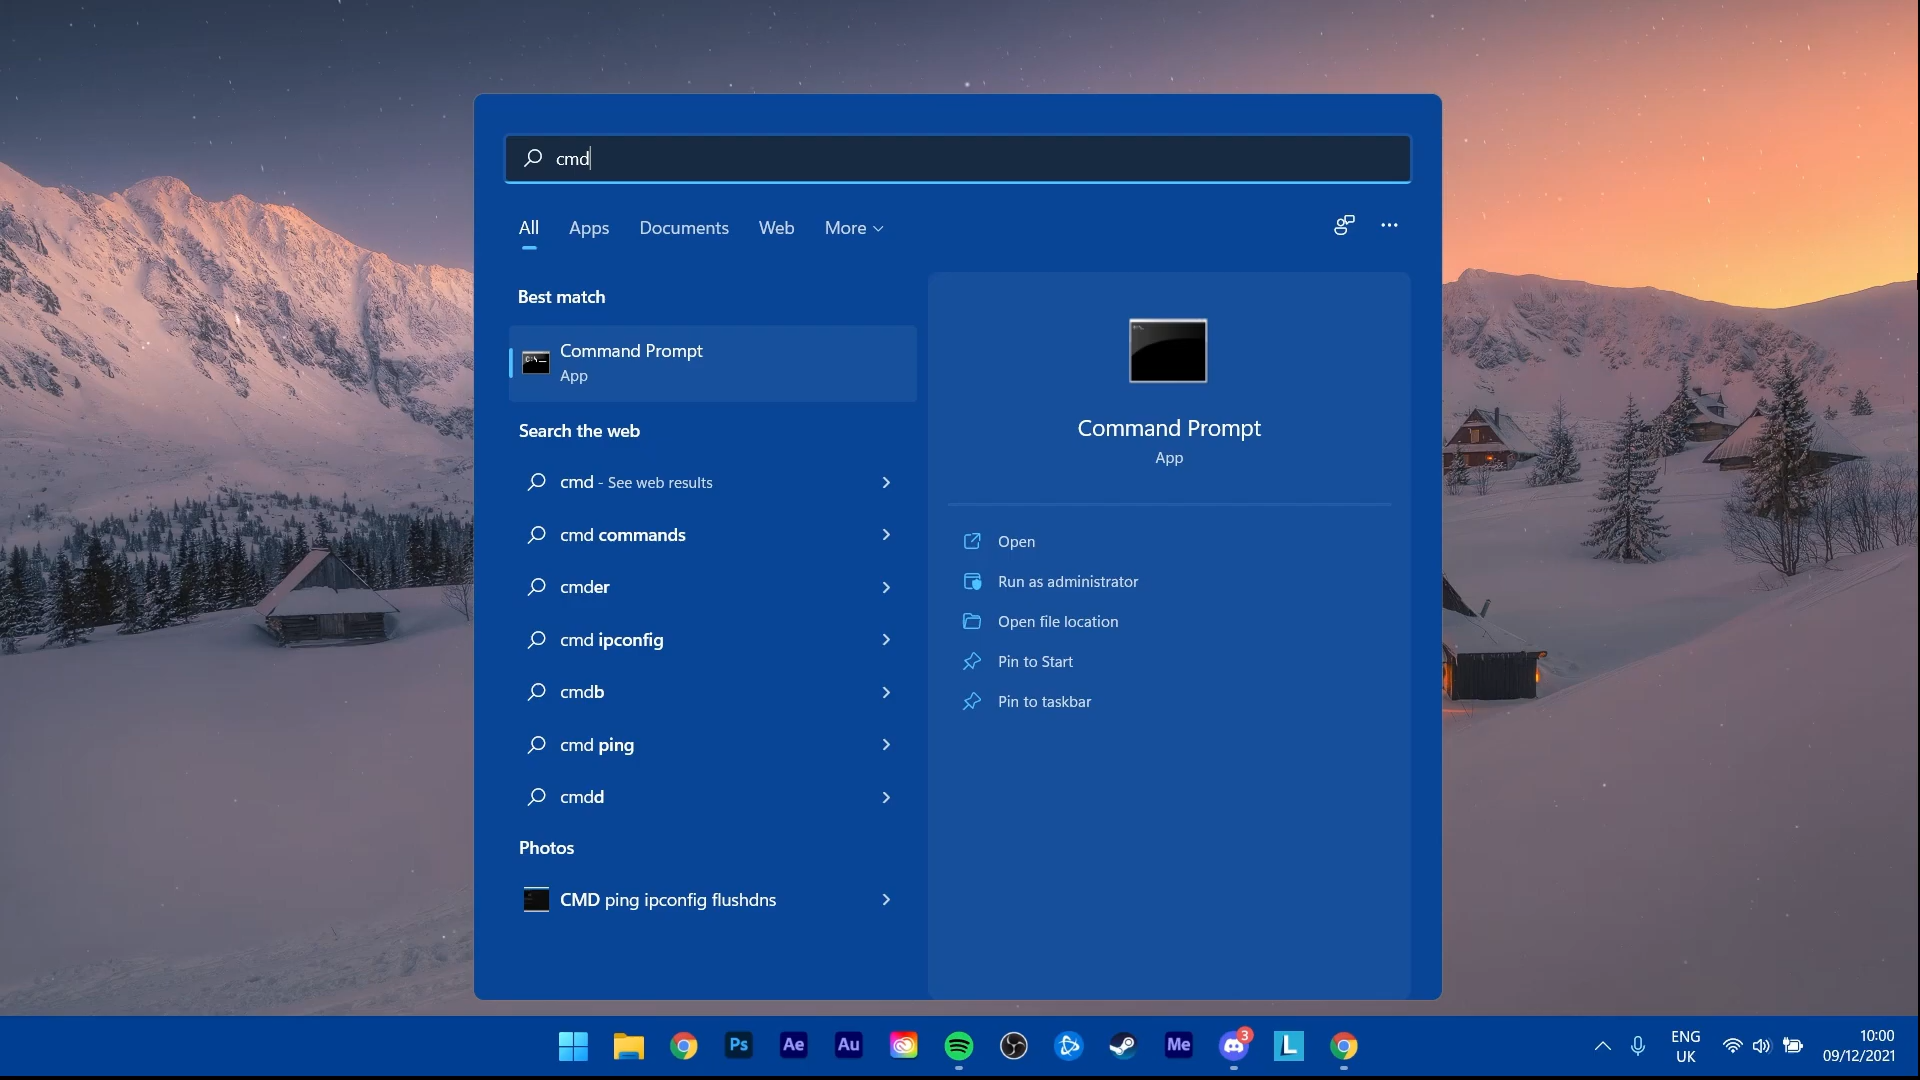 cmd
All Apps Documents Web More
Best match
Command Prompt
App
Search the web
cmd - See web results
cmd commands
cmder
cmd ipconfig
cmdb
cmd ping
cmdd
Photos
CMD ping ipconfig flushdns
Command Prompt
App
Open
Run as administrator
Open file location
Pin to Start
Pin to taskbar
Ps Ae Au Me 3 L
ENG
UK
10:00
09/12/2021